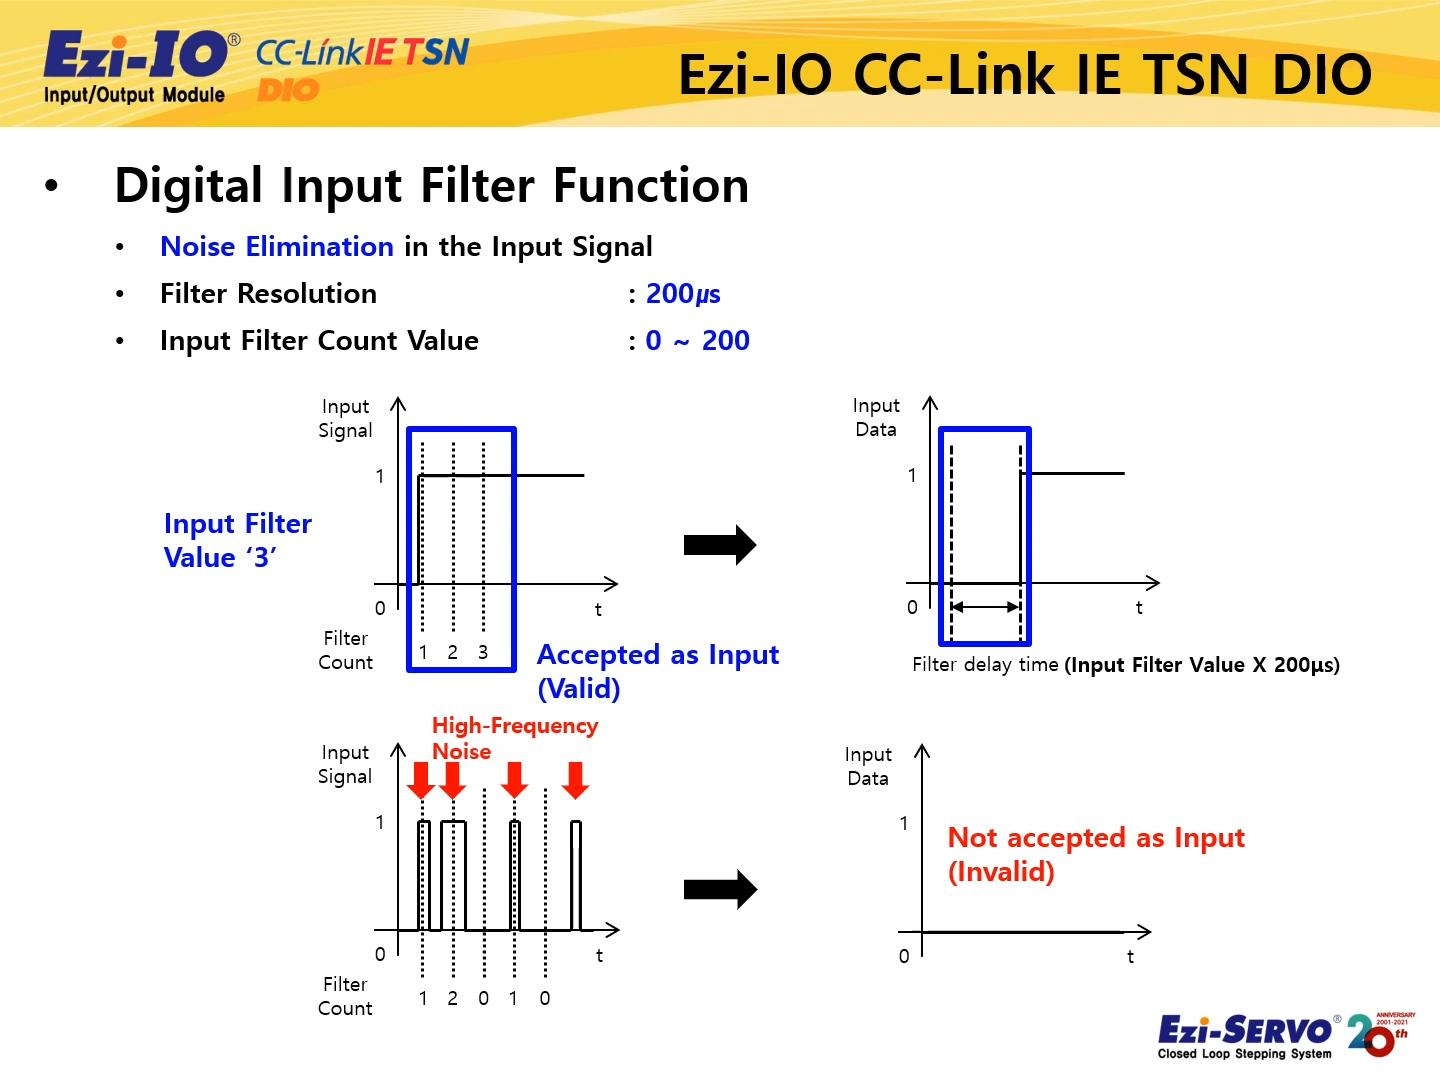 Ezi-IO® CC-Link IE TSN
Input/Output Module DIO
Ezi-IO CC-Link IE TSN DIO
• Digital Input Filter Function
• Noise Elimination in the Input Signal
• Filter Resolution : 200㎲
• Input Filter Count Value : 0 ~ 200
Input
Signal
1
0
t
Filter
Count
1 2 3
Input Filter
Value ‘3’
Accepted as Input
(Valid)
Input
Data
1
0
t
Filter delay time (Input Filter Value X 200μs)
High-Frequency
Noise
Input
Signal
1
0
t
Filter
Count
1 2 0 1 0
Input
Data
1
Not accepted as Input
(Invalid)
0
t
Ezi-SERVO®
Closed Loop Stepping System
20th
ANNIVERSARY
2001-2021